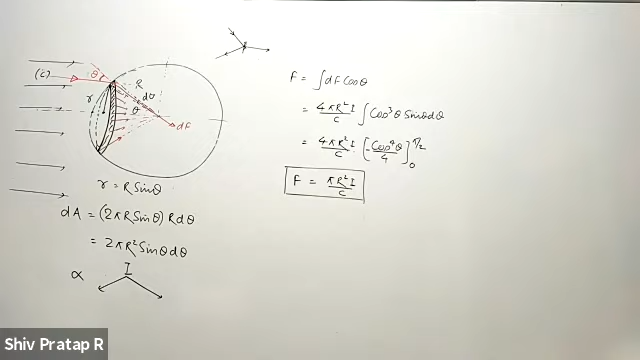 (c)
θ
R
dθ
r
θ
dF
r = R Sinθ
dA = (2πR Sinθ) R dθ
= 2πR² Sinθ dθ
α
I
F = ∫ dF Cosθ
= 4πR²I/c ∫ Cos³θ Sinθ dθ
= 4πR²I/c [-Cos⁴θ/4]₀^π/2
F = πR²I/c
Shiv Pratap R